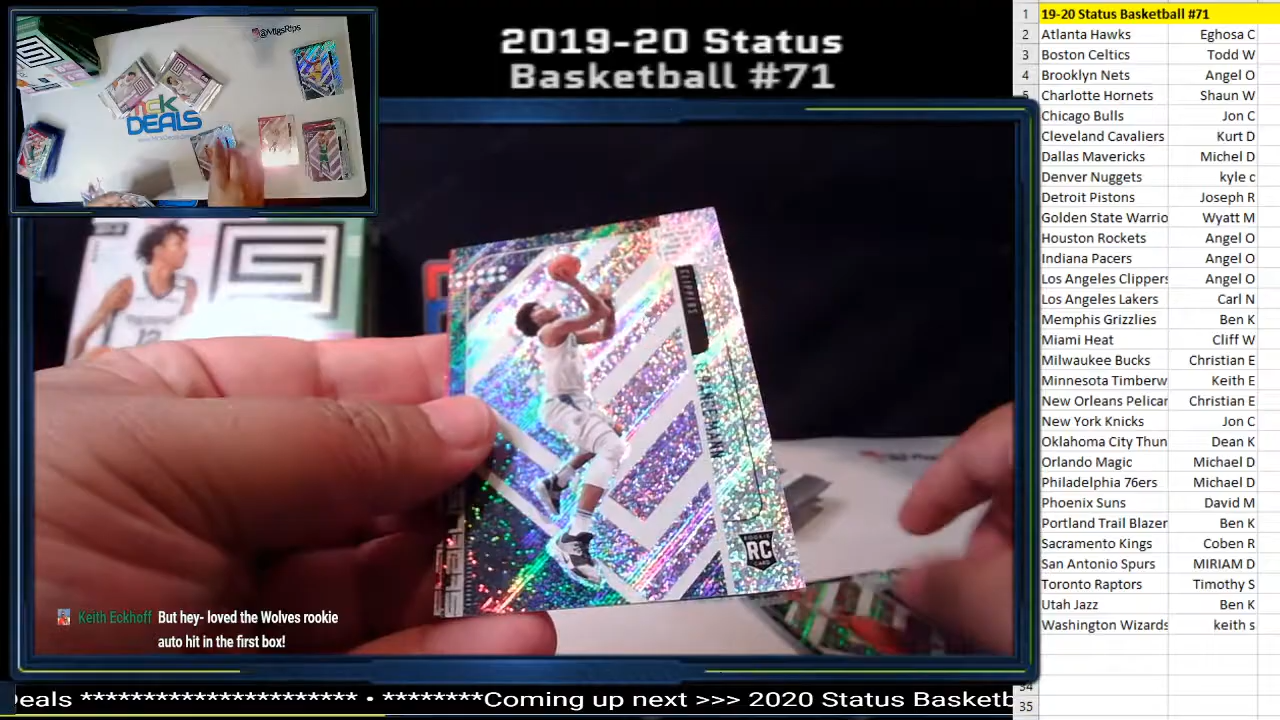 @MigsRips
DEALS
2019-20 Status
Basketball #71
CLIPPERS
ROOKIE
RC
CARD
Keith Eckhoff But hey- loved the Wolves rookie
auto hit in the first box!
eals ********************** • ********Coming up next >>> 2020 Status Basketb
1 19-20 Status Basketball #71
2 Atlanta Hawks Eghosa C
3 Boston Celtics Todd W
4 Brooklyn Nets Angel O
5 Charlotte Hornets Shaun W
Chicago Bulls Jon C
Cleveland Cavaliers Kurt D
Dallas Mavericks Michel D
Denver Nuggets kyle c
Detroit Pistons Joseph R
Golden State Warrio Wyatt M
Houston Rockets Angel O
Indiana Pacers Angel O
Los Angeles Clippers Angel O
Los Angeles Lakers Carl N
Memphis Grizzlies Ben K
Miami Heat Cliff W
Milwaukee Bucks Christian E
Minnesota Timberw Keith E
New Orleans Pelican Christian E
New York Knicks Jon C
Oklahoma City Thun Dean K
Orlando Magic Michael D
Philadelphia 76ers Michael D
Phoenix Suns David M
Portland Trail Blazer Ben K
Sacramento Kings Coben R
San Antonio Spurs MIRIAM D
Toronto Raptors Timothy S
Utah Jazz Ben K
Washington Wizards keith s
34
35